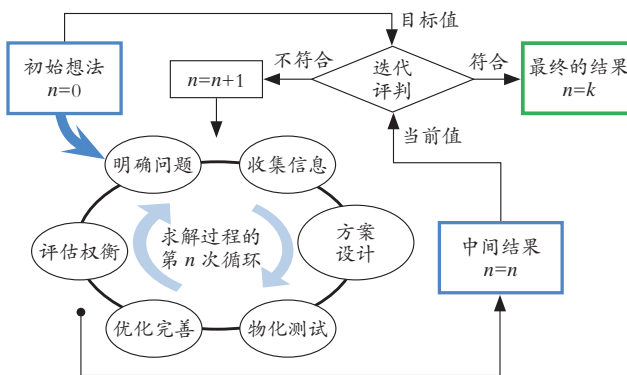 目标值
初始想法
n=0
n=n+1
不符合
迭代
评判
符合
最终的结果
n=k
当前值
明确问题
收集信息
评估权衡
求解过程的
第 n 次循环
方案
设计
中间结果
n=n
优化完善
物化测试